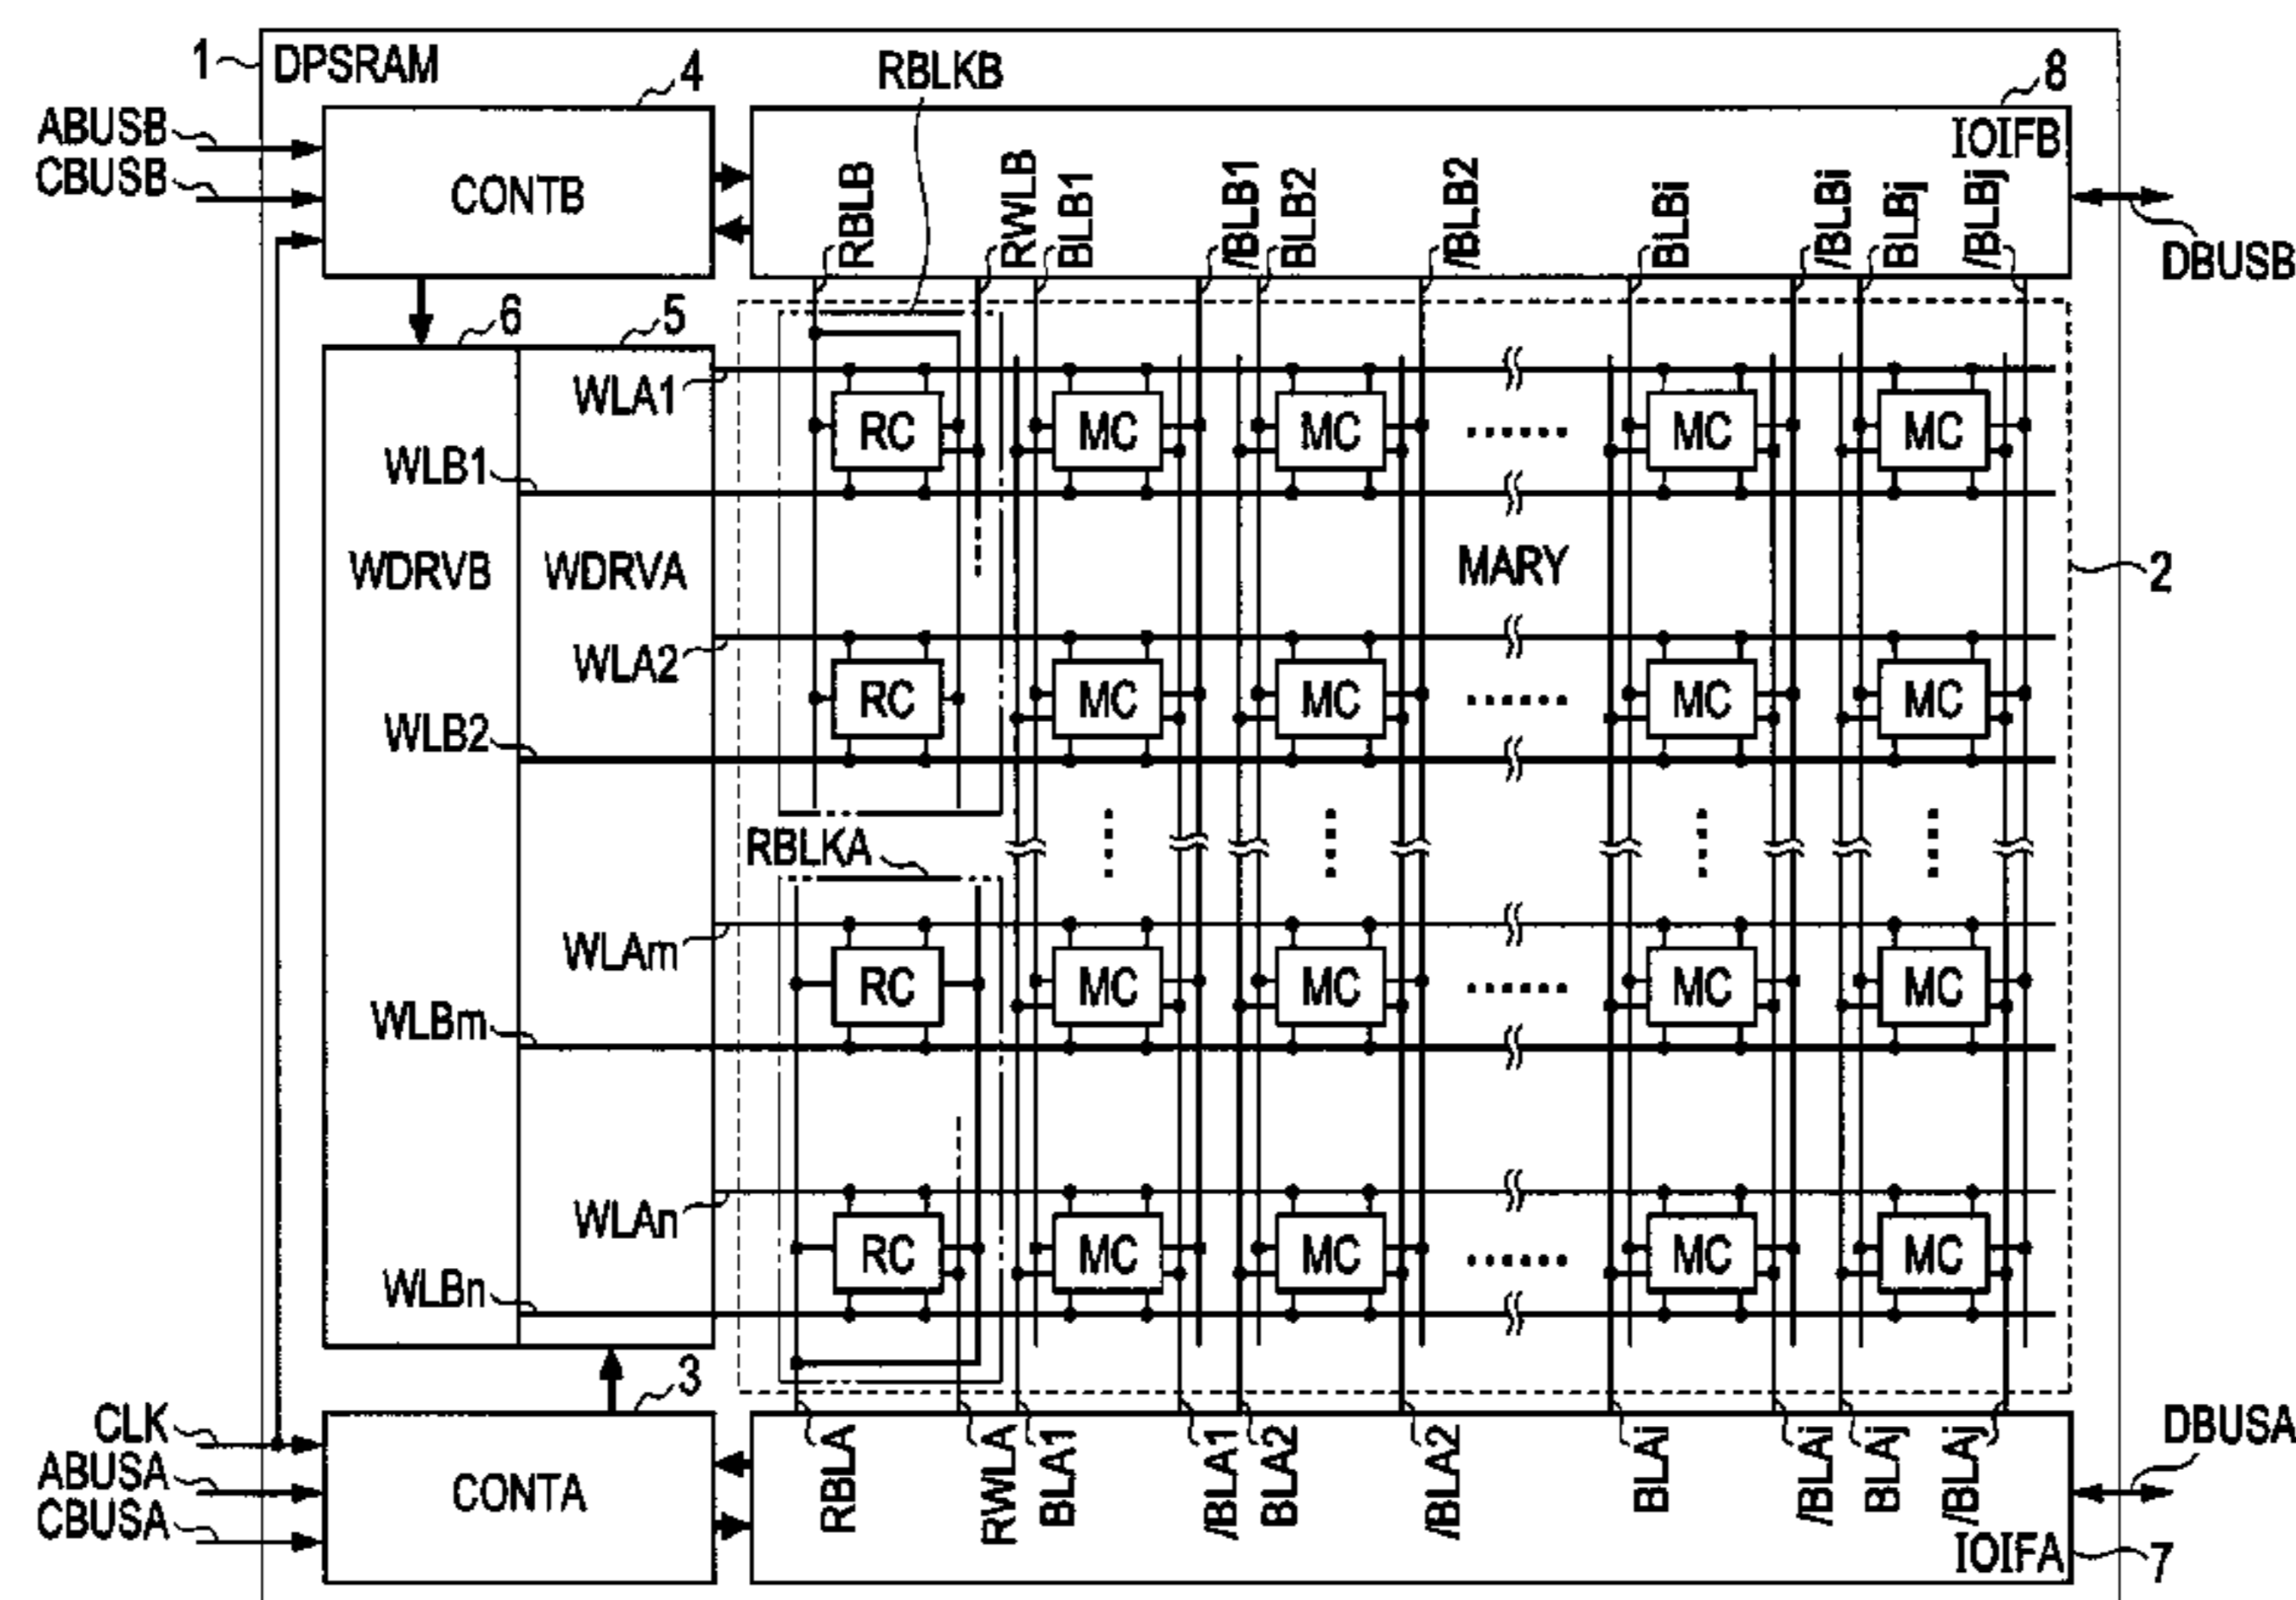 1
DPSRAM
RBLKB
4
8
ABUSB
CBUSB
CONTB
IOIFB
RBLB
RWLB
BLB1
/BLB1
BLB2
/BLB2
BLBi
/BLBi
BLBj
/BLBj
DBUSB
6
5
WLA1
RC
MC
MC
......
MC
MC
WLB1
WDRVB
WDRVA
MARY
2
WLA2
RC
MC
MC
......
MC
MC
WLB2
RBLKA
WLAm
RC
MC
MC
......
MC
MC
WLBm
WLAn
RC
MC
MC
......
MC
MC
WLBn
3
CLK
ABUSA
CBUSA
CONTA
RBLA
RWLA
BLA1
/BLA1
BLA2
/BLA2
BLAi
/BLAi
BLAj
/BLAj
DBUSA
IOIFA
7